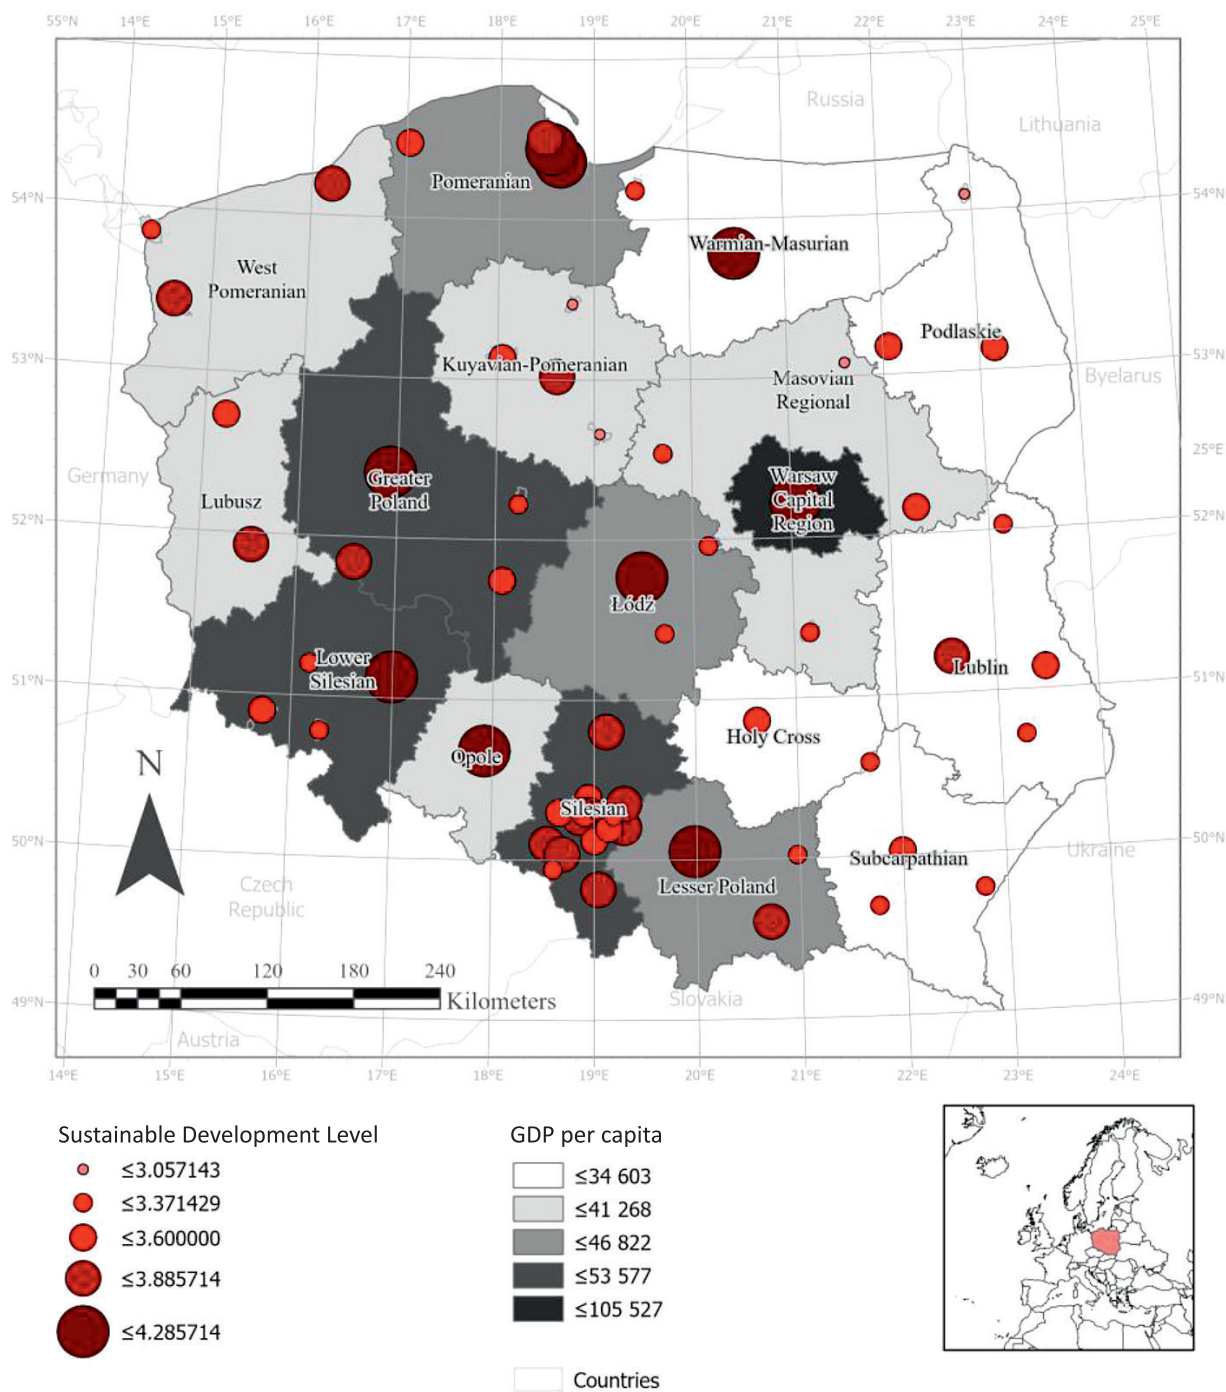 55°N 14°E 16°E 17°E 18°E 19°E 20°E 21°E 22°E 23°E 24°E 25°E
Russia
Lithuania
Pomeranian
54°N
54°N
Warmian-Masurian
West
Pomeranian
Podlaskie
53°N
53°N
Kuyavian-Pomeranian
Masovian
Regional
Byelarus
25°E
Germany
Greater
Poland
Warsaw
Capital
Region
Lubusz
52°N
52°N
Łódź
Lower
Silesian
Lublin
51°N
51°N
Holy Cross
N
Opole
Silesian
50°N
50°N
Ukraine
Subcarpathian
Lesser Poland
Czech
Republic
0 30 60 120 180 240
Kilometers
49°N
49°N
Slovakia
Austria
14°E 15°E 16°E 17°E 18°E 19°E 20°E 21°E 22°E 23°E 24°E
Sustainable Development Level
≤3.057143
≤3.371429
≤3.600000
≤3.885714
≤4.285714
GDP per capita
≤34 603
≤41 268
≤46 822
≤53 577
≤105 527
Countries